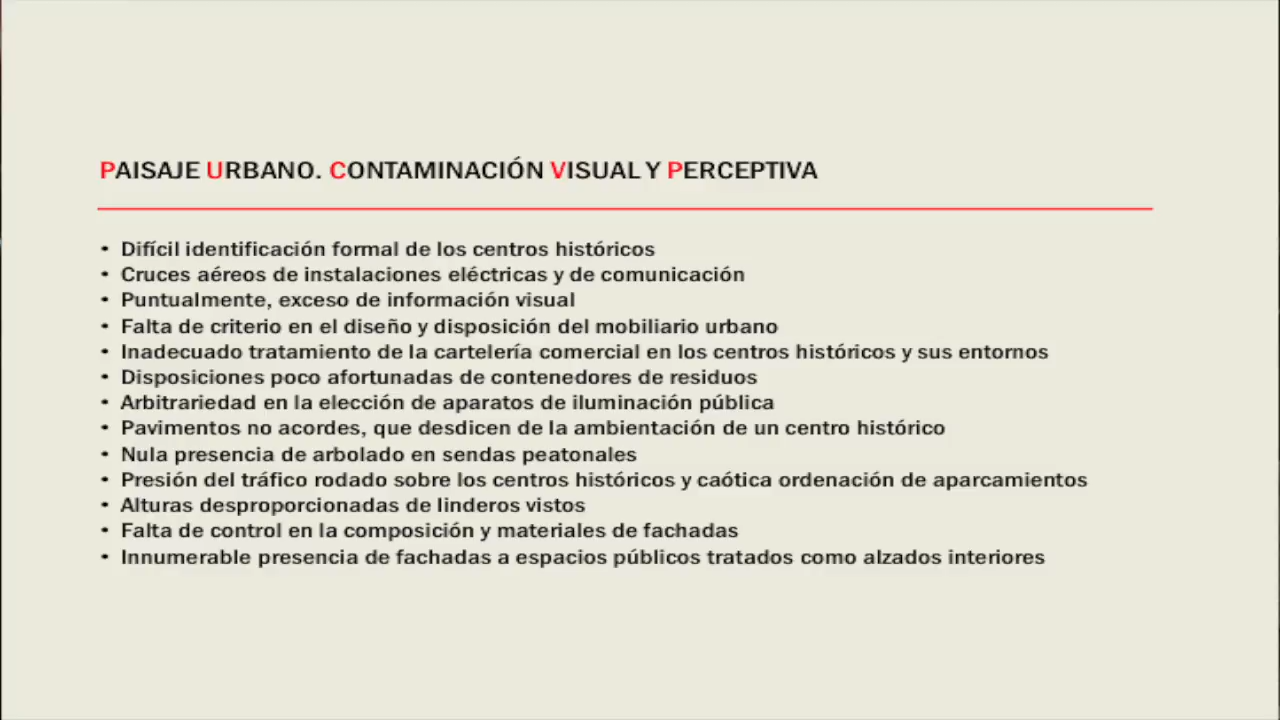 PAISAJE URBANO. CONTAMINACIÓN VISUAL Y PERCEPTIVA
• Difícil identificación formal de los centros históricos
• Cruces aéreos de instalaciones eléctricas y de comunicación
• Puntualmente, exceso de información visual
• Falta de criterio en el diseño y disposición del mobiliario urbano
• Inadecuado tratamiento de la cartelería comercial en los centros históricos y sus entornos
• Disposiciones poco afortunadas de contenedores de residuos
• Arbitrariedad en la elección de aparatos de iluminación pública
• Pavimentos no acordes, que desdicen de la ambientación de un centro histórico
• Nula presencia de arbolado en sendas peatonales
• Presión del tráfico rodado sobre los centros históricos y caótica ordenación de aparcamientos
• Alturas desproporcionadas de linderos vistos
• Falta de control en la composición y materiales de fachadas
• Innumerable presencia de fachadas a espacios públicos tratados como alzados interiores